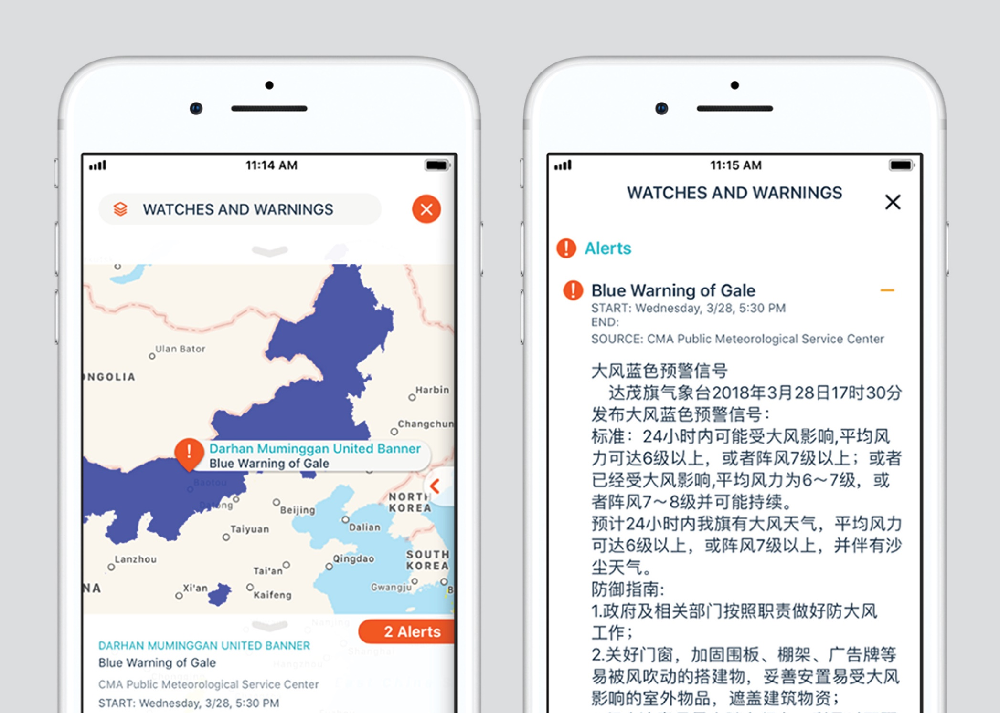 11:14 AM
WATCHES AND WARNINGS
Ulan Bator
ONGOLIA
Harbin
Changchun
Darhan Muminggan United Banner
Blue Warning of Gale
Baotou
Datong
Beijing
NORTH
KOREA
Dalian
Taiyuan
Lanzhou
Qingdao
SOUTH
KOREA
Tai'an
Xi'an
Kaifeng
Gwangju
B
NA
Nanjing
2 Alerts
Shanghai
Hangzhou
Chongqing
DARHAN MUMINGGAN UNITED BANNER
Blue Warning of Gale
CMA Public Meteorological Service Center
START: Wednesday, 3/28, 5:30 PM
11:15 AM
WATCHES AND WARNINGS
Alerts
Blue Warning of Gale
START: Wednesday, 3/28, 5:30 PM
END:
SOURCE: CMA Public Meteorological Service Center
大风蓝色预警信号
达茂旗气象台2018年3月28日17时30分
发布大风蓝色预警信号：
标准：24小时内可能受大风影响,平均风
力可达6级以上，或者阵风7级以上；或者
已经受大风影响,平均风力为6～7级，或
者阵风7～8级并可能持续。
预计24小时内我旗有大风天气，平均风力
可达6级以上，或阵风7级以上，并伴有沙
尘天气。
防御指南:
1.政府及相关部门按照职责做好防大风
工作；
2.关好门窗，加固围板、棚架、广告牌等
易被风吹动的搭建物，妥善安置易受大风
影响的室外物品，遮盖建筑物资；